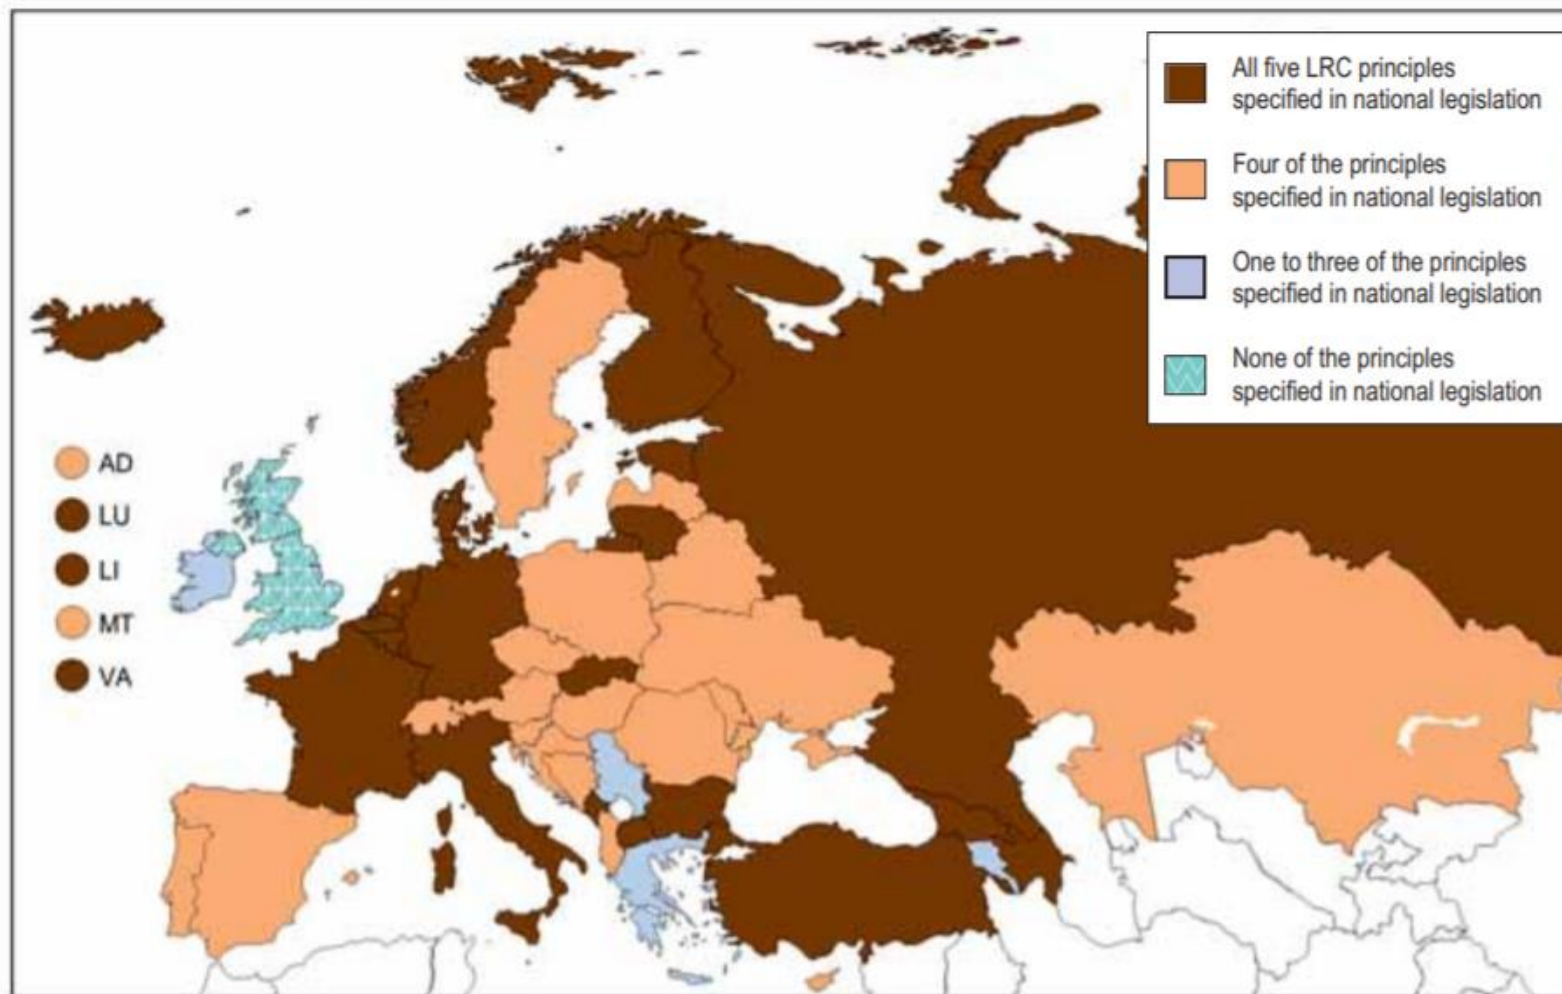 All five LRC principles
specified in national legislation
Four of the principles
specified in national legislation
One to three of the principles
specified in national legislation
None of the principles
specified in national legislation
AD
LU
LI
MT
VA